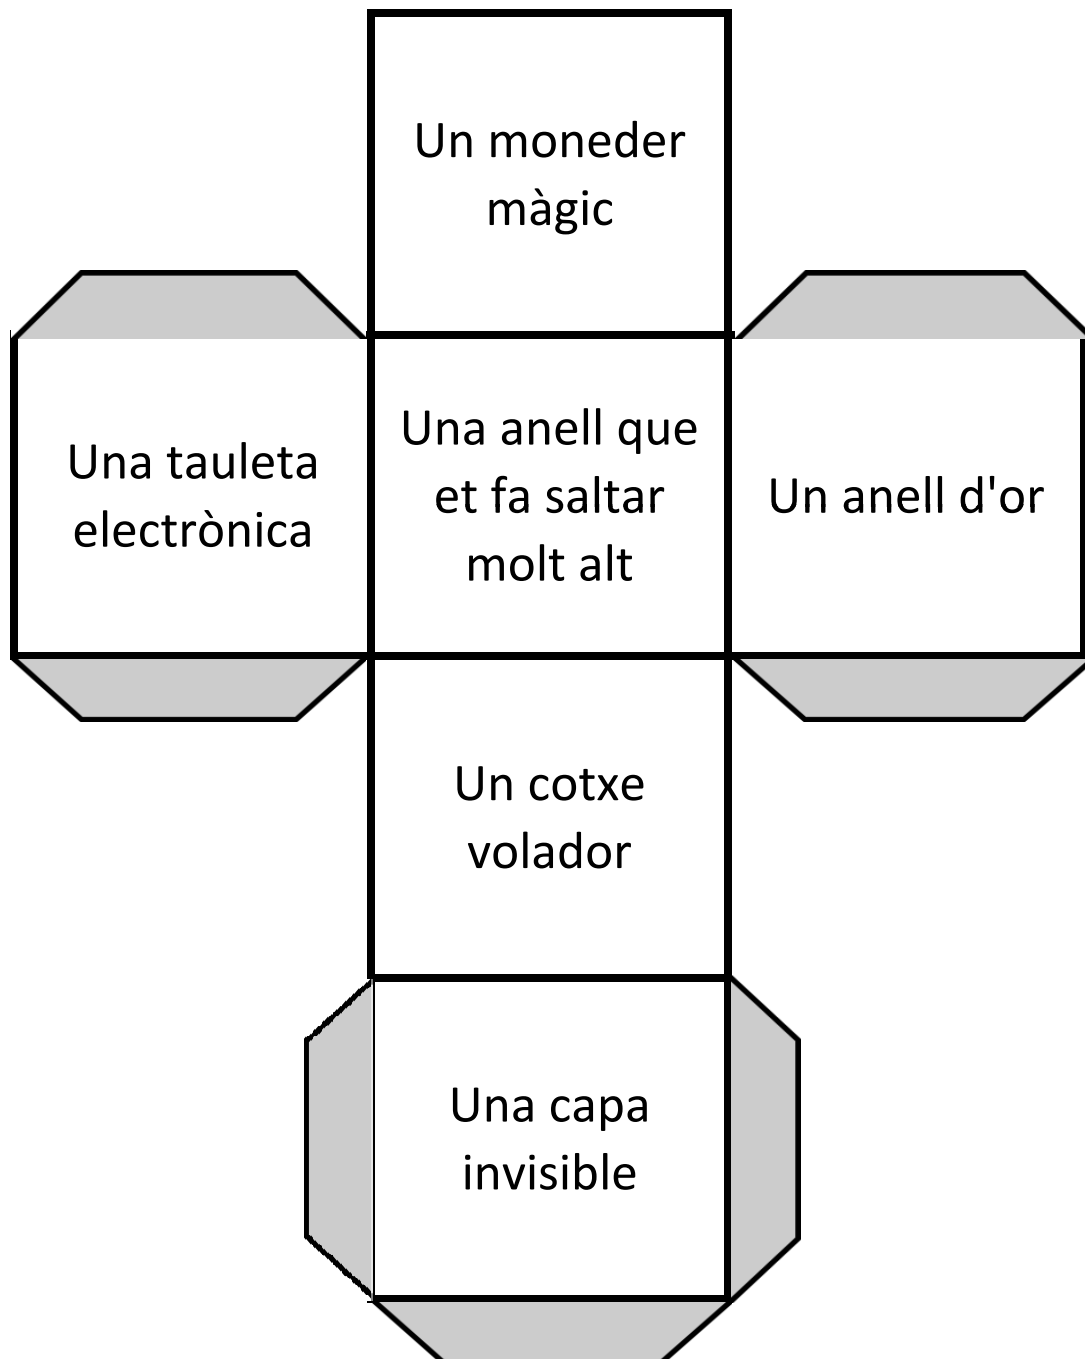 Un moneder
màgic
Una tauleta
electrònica
Una anell que
et fa saltar
molt alt
Un anell d'or
Un cotxe
volador
Una capa
invisible